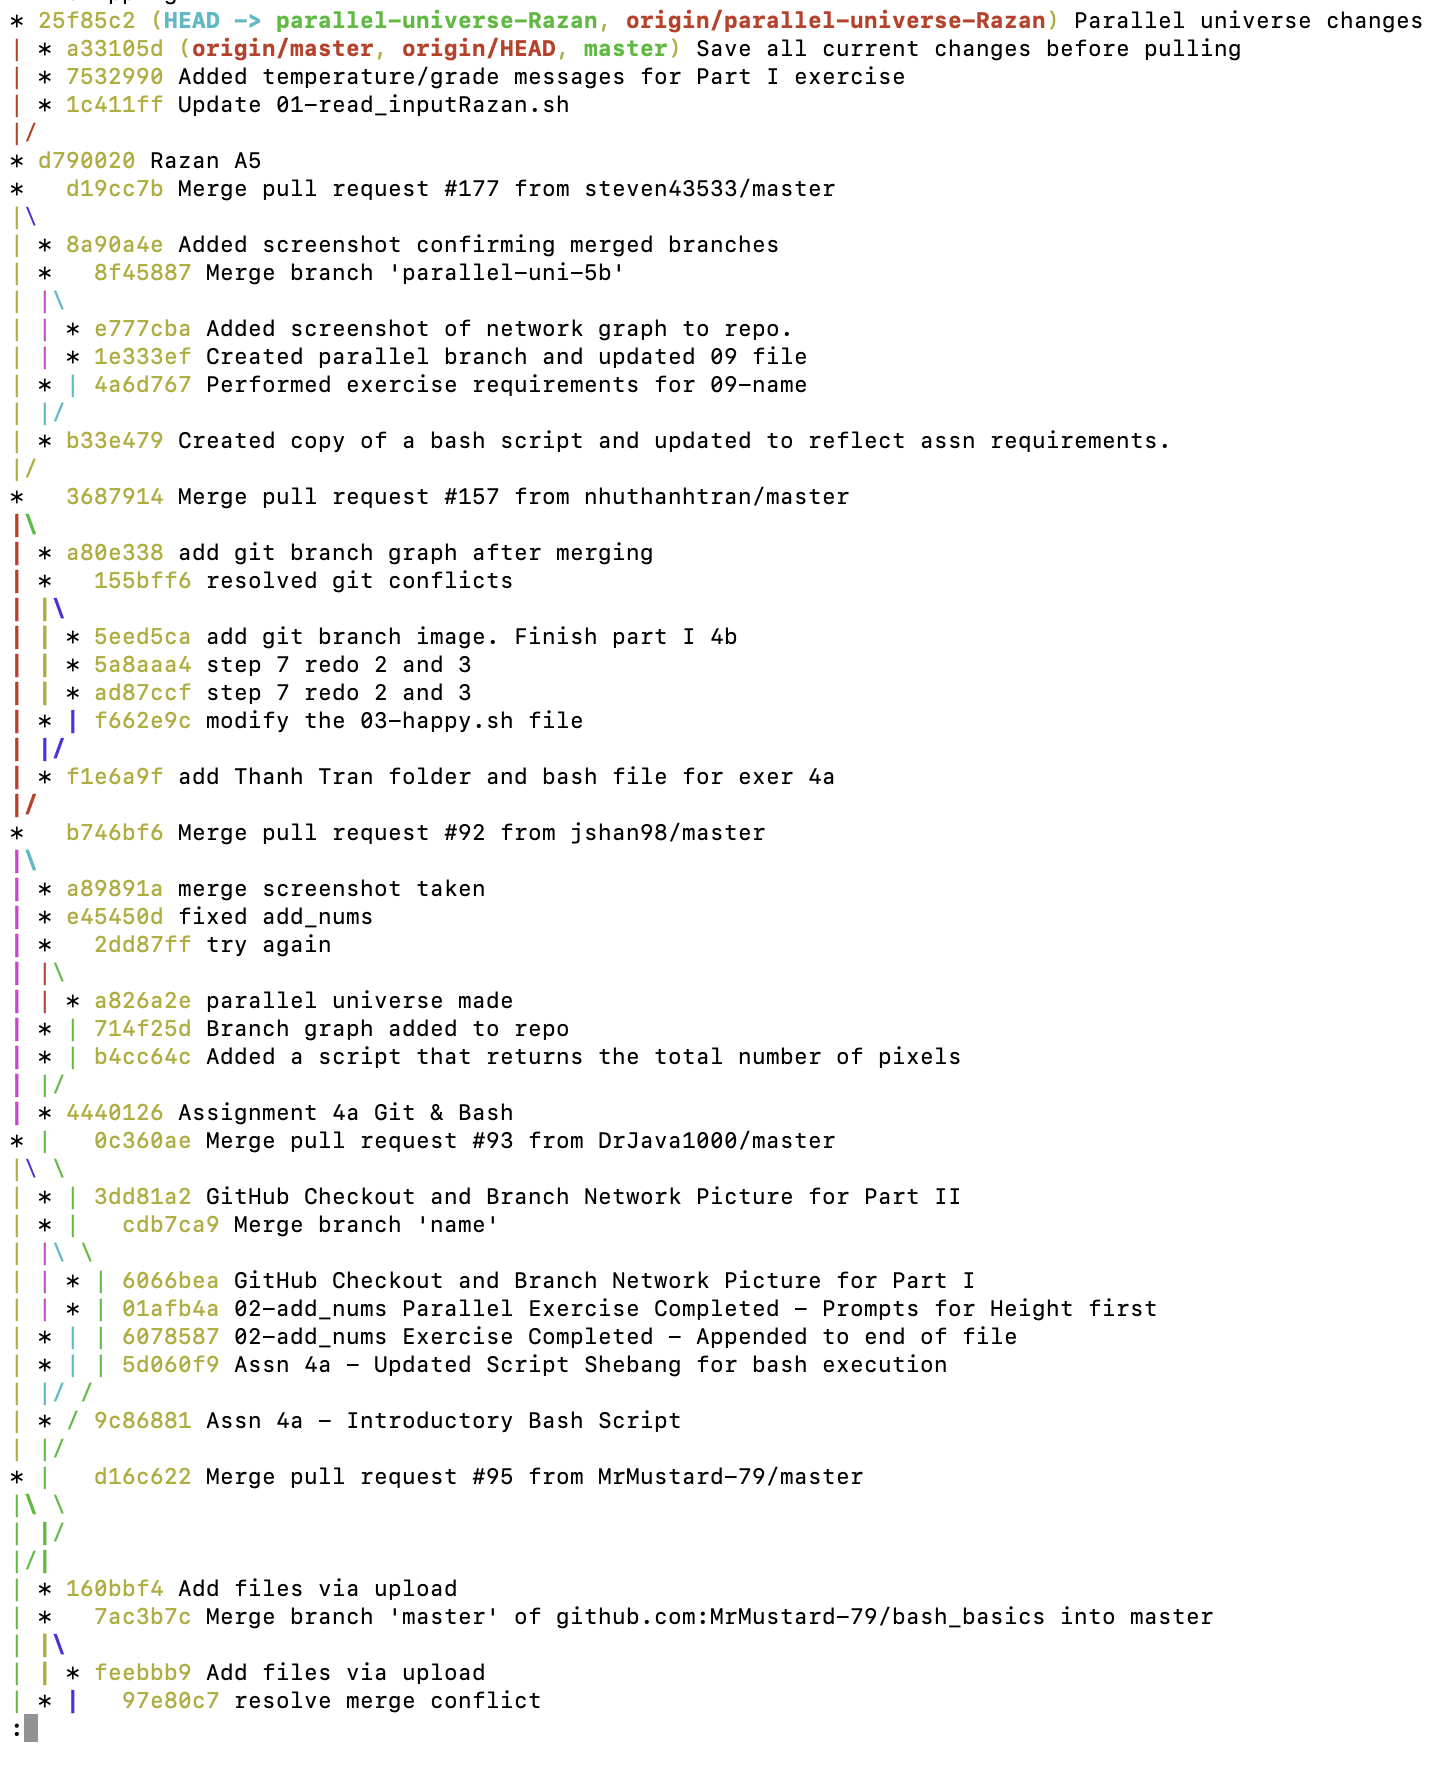 * 25f85c2 (HEAD -> parallel-universe-Razan, origin/parallel-universe-Razan) Parallel universe changes
| * a33105d (origin/master, origin/HEAD, master) Save all current changes before pulling
| * 7532990 Added temperature/grade messages for Part I exercise
| * 1c411ff Update 01-read_inputRazan.sh
|/
* d790020 Razan A5
*   d19cc7b Merge pull request #177 from steven43533/master
|\
| * 8a90a4e Added screenshot confirming merged branches
| *   8f45887 Merge branch 'parallel-uni-5b'
| |\
| | * e777cba Added screenshot of network graph to repo.
| | * 1e333ef Created parallel branch and updated 09 file
| * | 4a6d767 Performed exercise requirements for 09-name
| |/
| * b33e479 Created copy of a bash script and updated to reflect assn requirements.
|/
*   3687914 Merge pull request #157 from nhuthanhtran/master
|\
| * a80e338 add git branch graph after merging
| *   155bff6 resolved git conflicts
| |\
| | * 5eed5ca add git branch image. Finish part I 4b
| | * 5a8aaa4 step 7 redo 2 and 3
| | * ad87ccf step 7 redo 2 and 3
| * | f662e9c modify the 03-happy.sh file
| |/
| * f1e6a9f add Thanh Tran folder and bash file for exer 4a
|/
*   b746bf6 Merge pull request #92 from jshan98/master
|\
| * a89891a merge screenshot taken
| * e45450d fixed add_nums
| *   2dd87ff try again
| |\
| | * a826a2e parallel universe made
| * | 714f25d Branch graph added to repo
| * | b4cc64c Added a script that returns the total number of pixels
| |/
| * 4440126 Assignment 4a Git & Bash
* |   0c360ae Merge pull request #93 from DrJava1000/master
|\ \
| * | 3dd81a2 GitHub Checkout and Branch Network Picture for Part II
| * |   cdb7ca9 Merge branch 'name'
| |\ \
| | * | 6066bea GitHub Checkout and Branch Network Picture for Part I
| | * | 01afb4a 02-add_nums Parallel Exercise Completed - Prompts for Height first
| * | | 6078587 02-add_nums Exercise Completed - Appended to end of file
| * | | 5d060f9 Assn 4a - Updated Script Shebang for bash execution
| |/ /
| * / 9c86881 Assn 4a - Introductory Bash Script
| |/
* |   d16c622 Merge pull request #95 from MrMustard-79/master
|\ \
| |/
|/|
| * 160bbf4 Add files via upload
| *   7ac3b7c Merge branch 'master' of github.com:MrMustard-79/bash_basics into master
| |\
| | * feebbb9 Add files via upload
| * |   97e80c7 resolve merge conflict
: